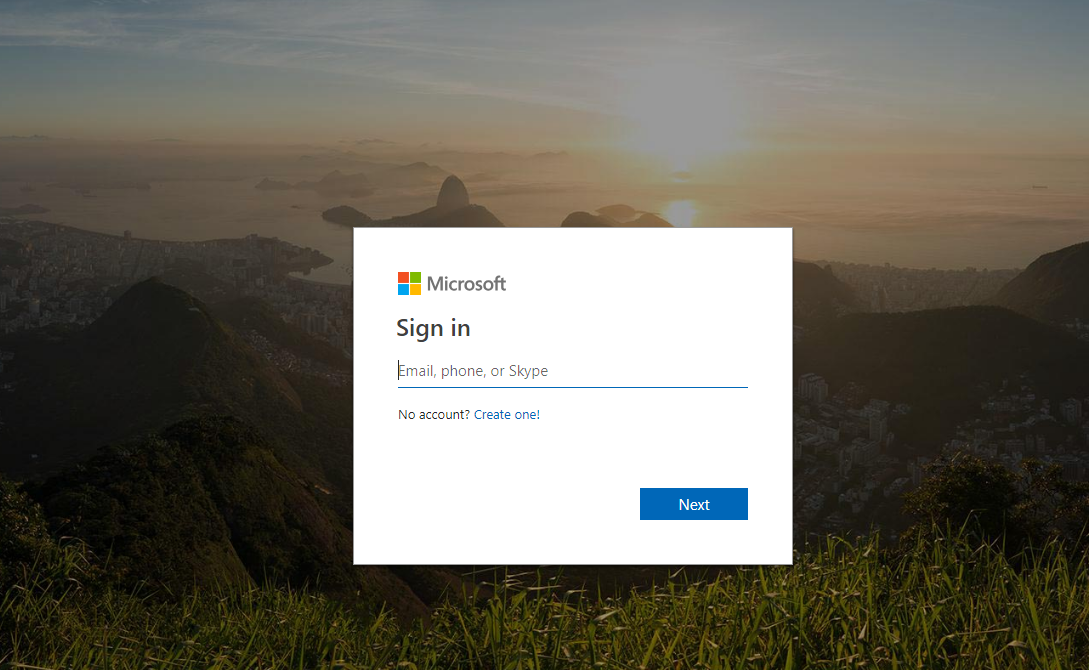 Microsoft
Sign in
Email, phone, or Skype
No account? Create one!
Next